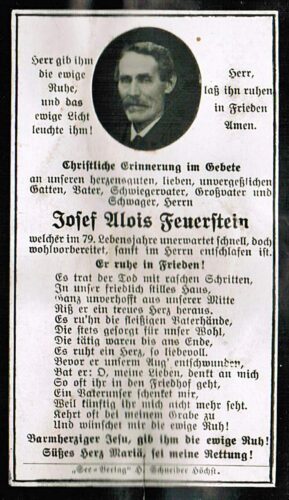 Herr gib ihm
die ewige
Ruhe,
und das
ewige Licht
leuchte ihm!
Herr,
laß ihn ruhen
in Frieden
Amen.
Christliche Erinnerung im Gebete
an unseren herzensguten, lieben, unvergeßlichen
Gatten, Vater, Schwiegervater, Großvater und
Schwager, Herrn
Josef Alois Feuerstein
welcher im 79. Lebensjahre unerwartet schnell, doch
wohlvorbereitet, sanft im Herrn entschlafen ist.
Er ruhe in Frieden!
Es trat der Tod mit raschen Schritten,
In unser friedlich stilles Haus,
Ganz unverhofft aus unserer Mitte
Riß er ein treues Herz heraus.
Es ru'hn die fleißigen Vaterhände,
Die stets gesorgt für unser Wohl,
Die tätig waren bis ans Ende,
Es ruht ein Herz, so liebevoll.
Bevor er unsern Aug' entschwunden,
Bat er: O, meine Lieben, denkt an mich
So oft ihr in den Friedhof geht,
Ein Vaterunser schenket mir,
Weil künftig ihr mich nicht mehr seht.
Kehrt oft bei meinem Grabe zu
Und wünschet mir die ewige Ruh.
Barmherziger Jesu, gib ihm die ewige Ruh!
Süßes Herz Mariä, sei meine Rettung!
"See-Verlag" H. Schneider Höchst.